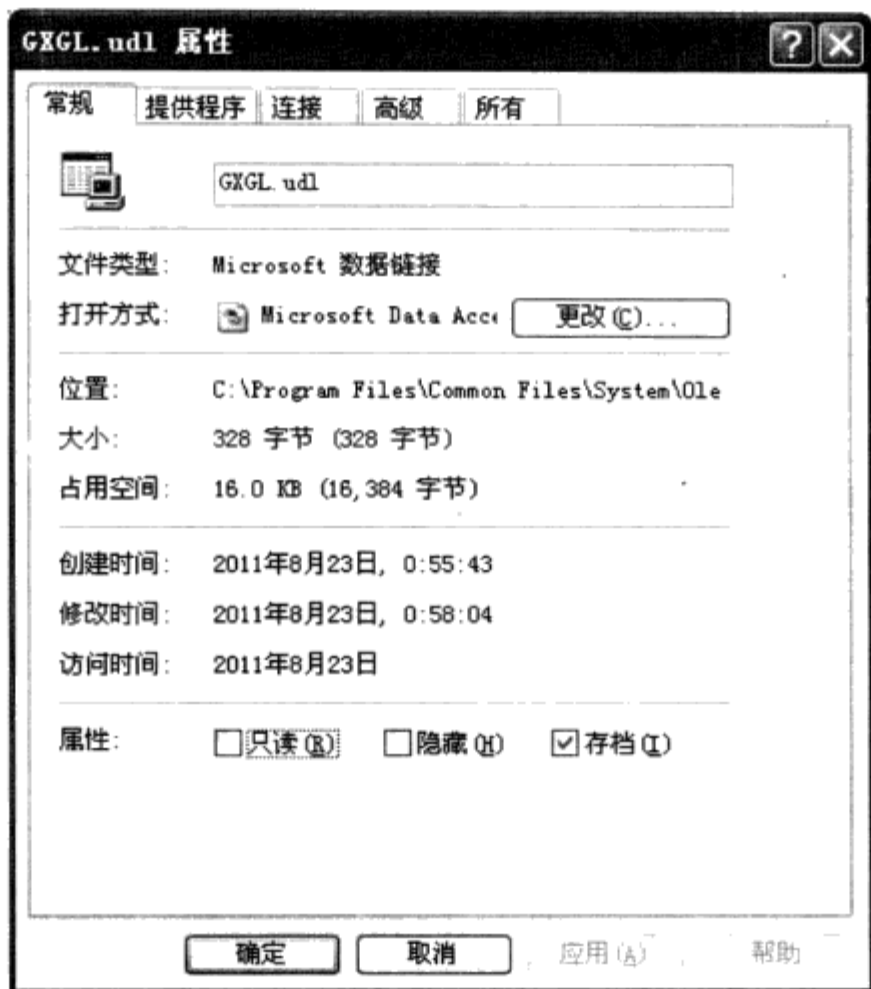 GXGL.udl 属性
常规 提供程序 连接 高级 所有
GXGL.udl
文件类型: Microsoft 数据链接
打开方式: Microsoft Data Acce 更改(C)...
位置: C:\Program Files\Common Files\System\Ole
大小: 328 字节 (328 字节)
占用空间: 16.0 KB (16,384 字节)
创建时间: 2011年8月23日, 0:55:43
修改时间: 2011年8月23日, 0:58:04
访问时间: 2011年8月23日
属性: 只读(R) 隐藏(H) 存档(I)
确定 取消 应用(A) 帮助